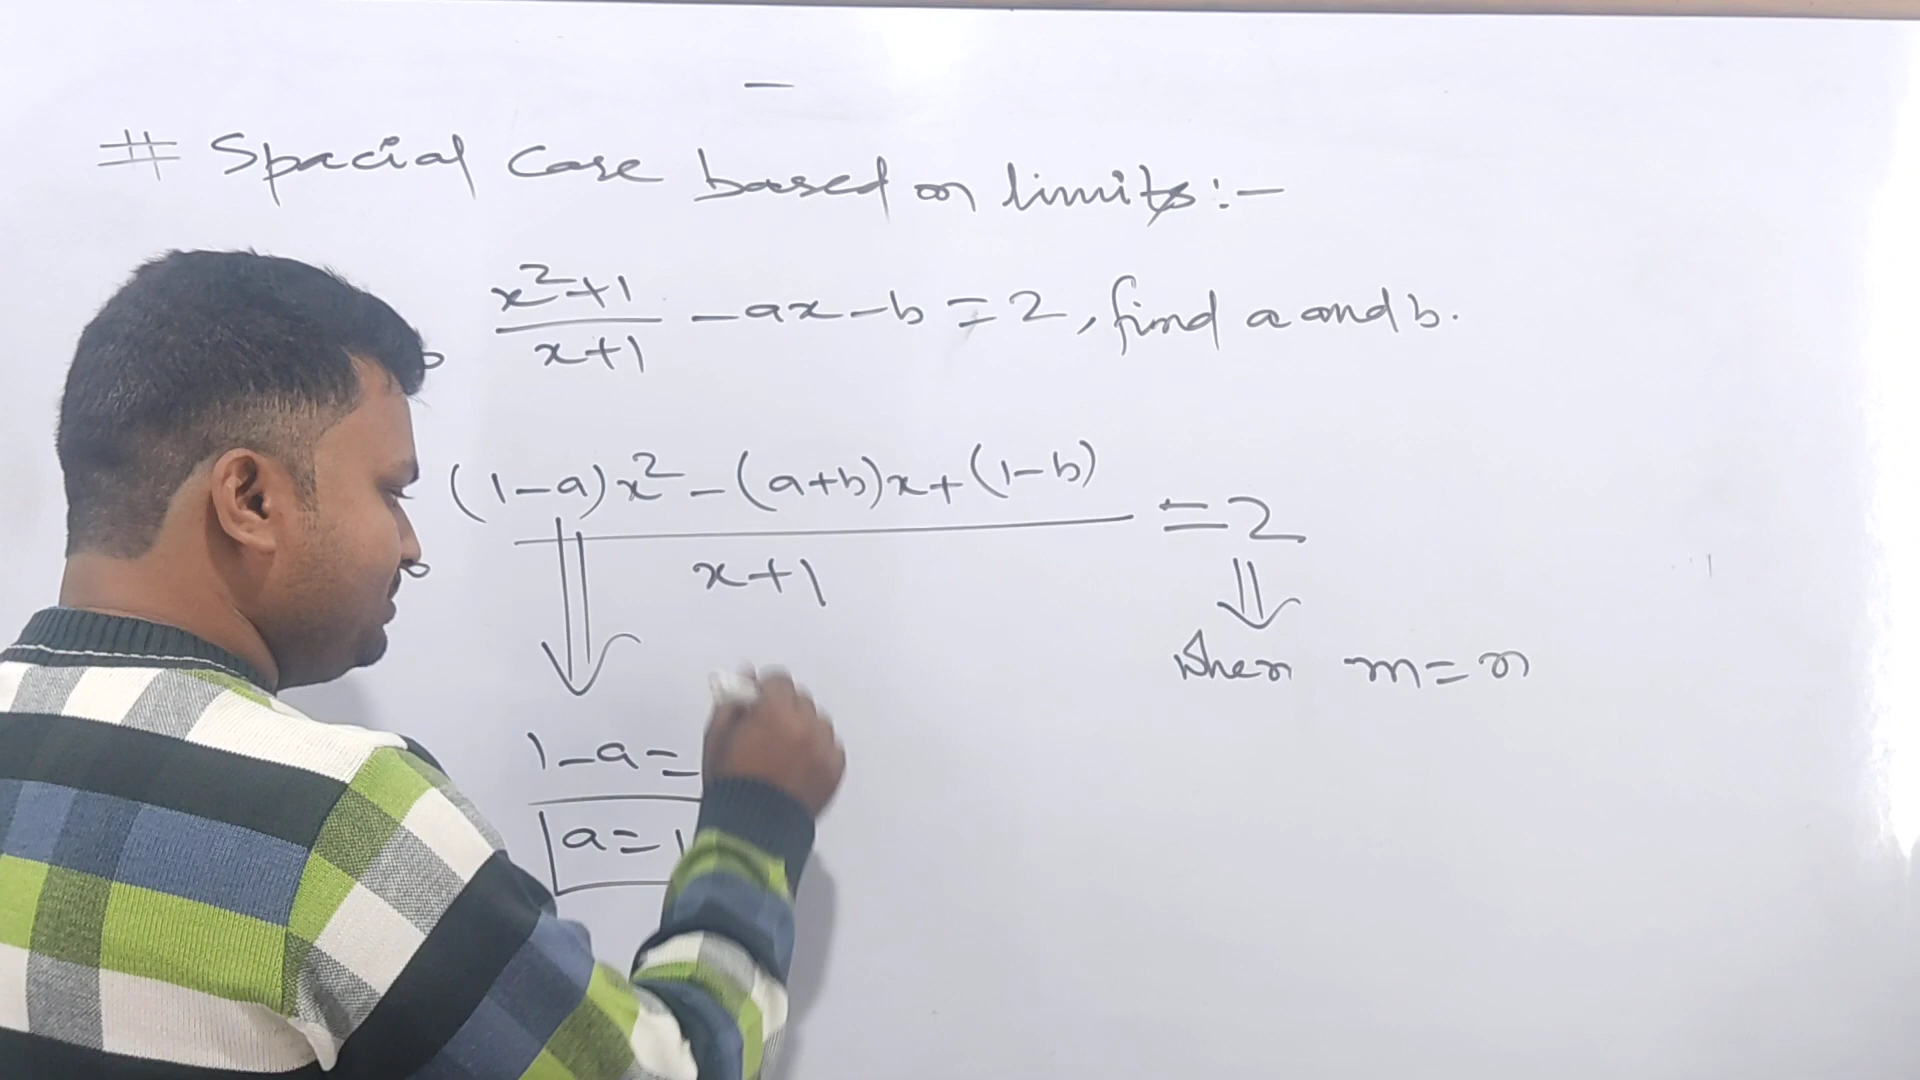 # Spacial Case based on limits:-
x²+1 / x+1 - ax - b = 2, find a and b.
(1-a)x² - (a+b)x + (1-b) / x+1 = 2
⇓ ⇓
when m = n
1-a =
a = 1